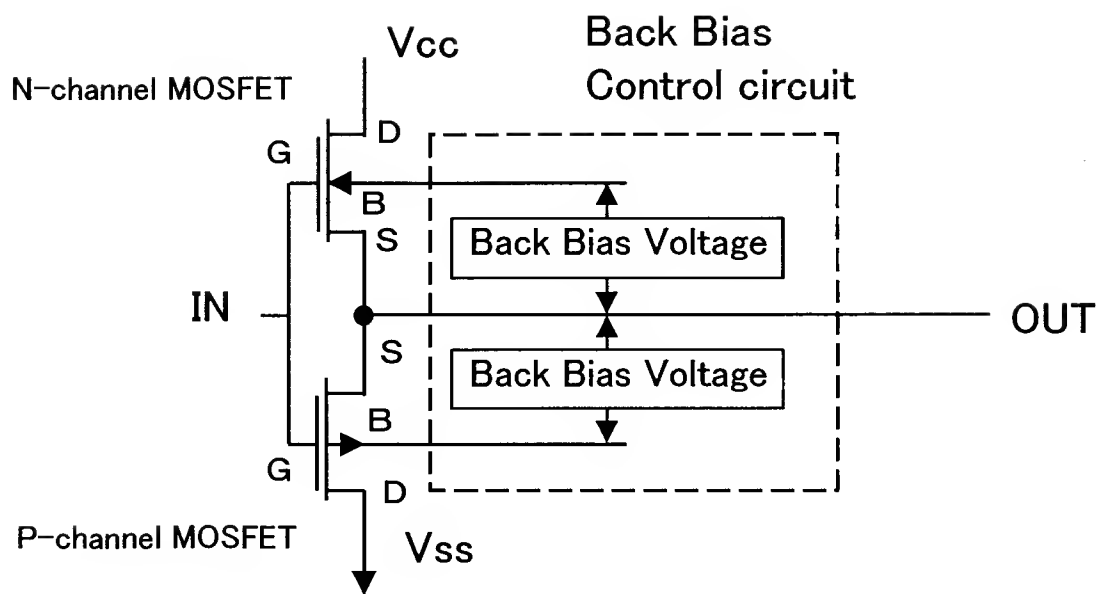 Vcc
Back Bias
Control circuit
N-channel MOSFET
D
G
B
S
Back Bias Voltage
IN
OUT
S
Back Bias Voltage
B
G
D
P-channel MOSFET
Vss